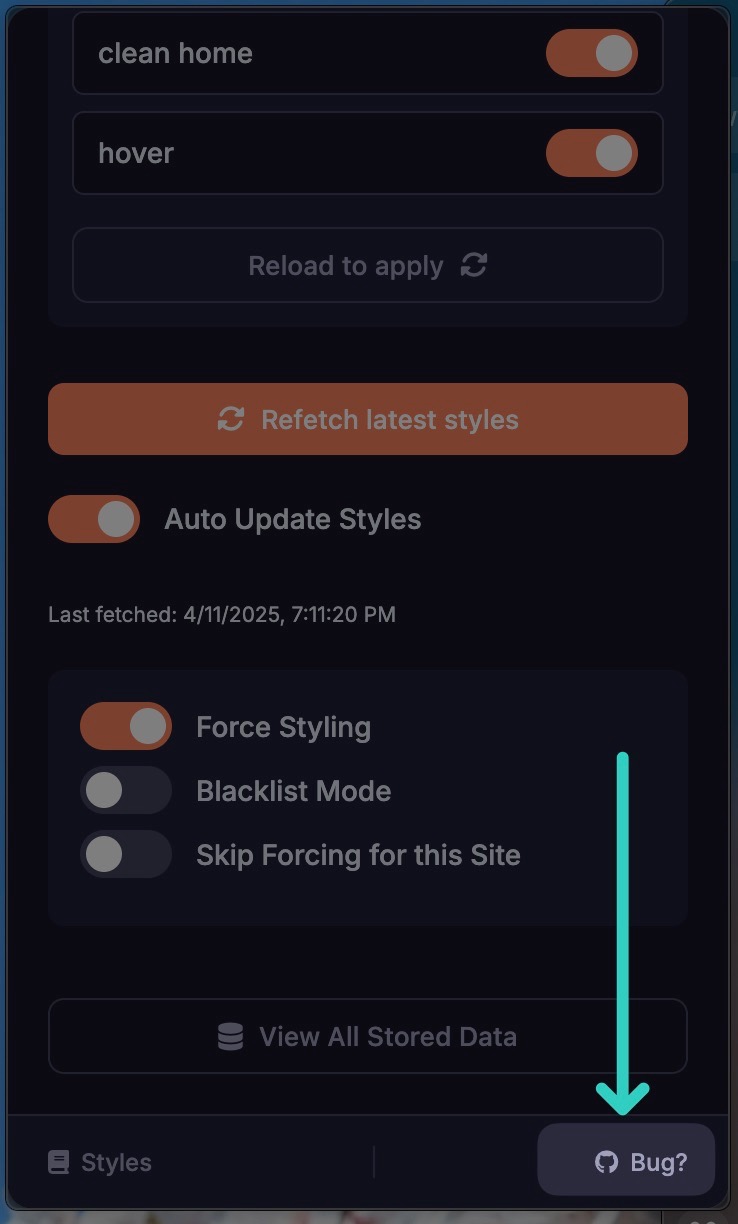 clean home
hover
Reload to apply
Refetch latest styles
Auto Update Styles
Last fetched: 4/11/2025, 7:11:20 PM
Force Styling
Blacklist Mode
Skip Forcing for this Site
View All Stored Data
Styles
Bug?